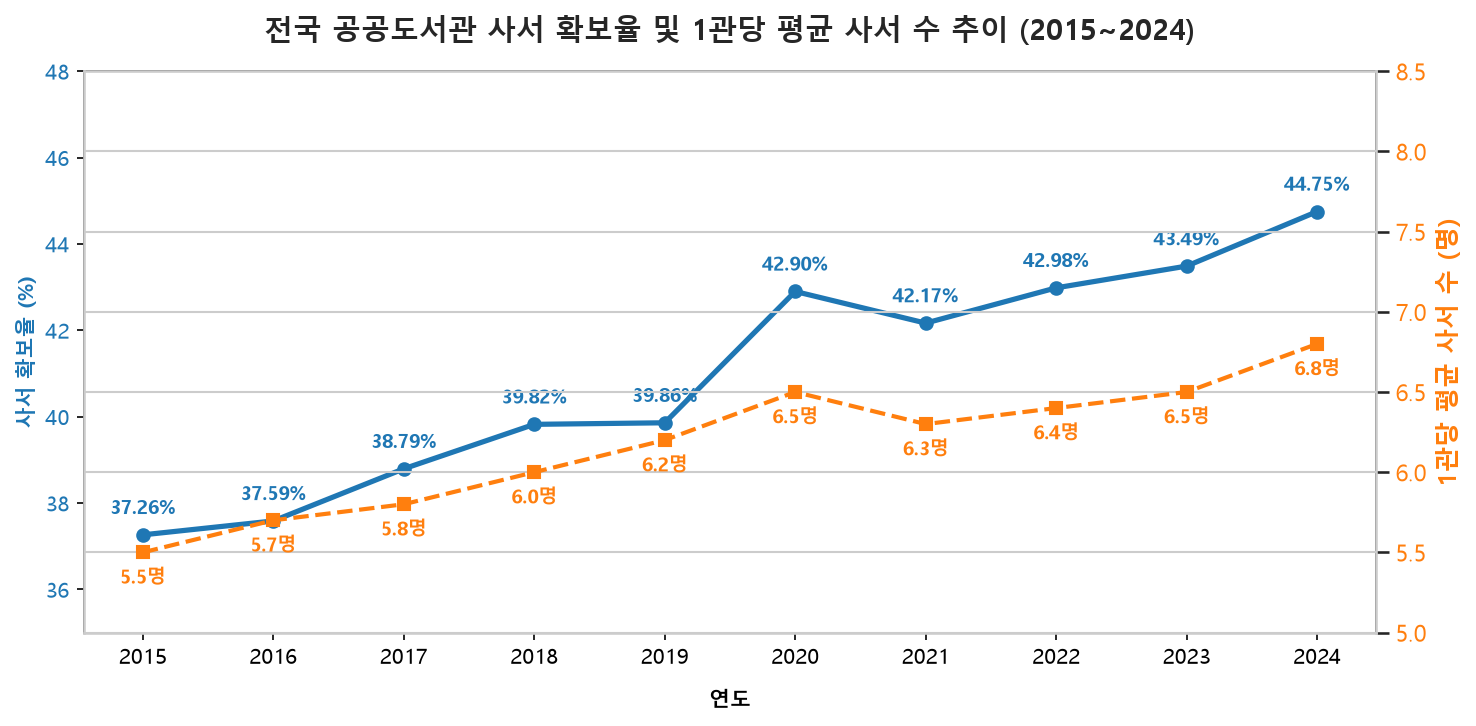 전국 공공도서관 사서 확보율 및 1관당 평균 사서 수 추이 (2015~2024)
사서 확보율 (%)
48
46
44
42
40
38
36
37.26%
37.59%
38.79%
39.82%
39.86%
42.90%
42.17%
42.98%
43.49%
44.75%
5.5명
5.7명
5.8명
6.0명
6.2명
6.5명
6.3명
6.4명
6.5명
6.8명
8.5
8.0
7.5
7.0
6.5
6.0
5.5
5.0
1관당 평균 사서 수 (명)
2015 2016 2017 2018 2019 2020 2021 2022 2023 2024
연도